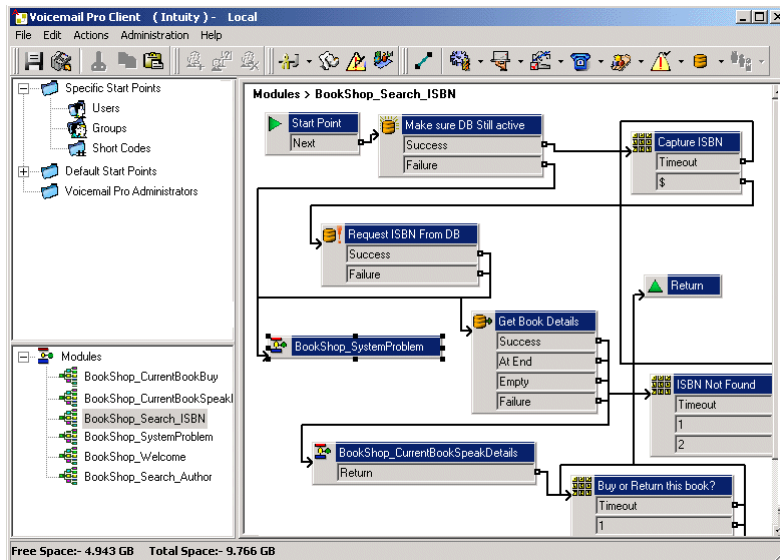 Voicemail Pro Client   (Intuity) -   Local
File  Edit  Actions  Administration  Help
Specific Start Points
Users
Groups
Short Codes
Default Start Points
Voicemail Pro Administrators
Modules
BookShop_CurrentBookBuy
BookShop_CurrentBookSpeakI
BookShop_Search_ISBN
BookShop_SystemProblem
BookShop_Welcome
BookShop_Search_Author
Modules > BookShop_Search_ISBN
Start Point
Next
Make sure DB Still active
Success
Failure
Capture ISBN
Timeout
$
Request ISBN From DB
Success
Failure
Return
BookShop_SystemProblem
Get Book Details
Success
At End
Empty
Failure
ISBN Not Found
Timeout
1
2
BookShop_CurrentBookSpeakDetails
Return
Buy or Return this book?
Timeout
1
Free Space:- 4.943 GB   Total Space:- 9.766 GB